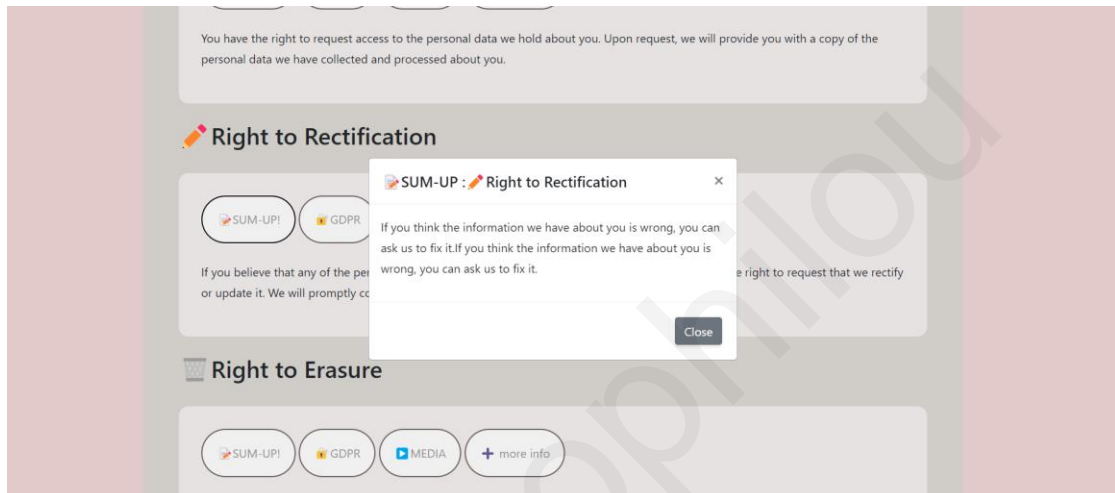 You have the right to request access to the personal data we hold about you. Upon request, we will provide you with a copy of the
personal data we have collected and processed about you.
Right to Rectification
SUM-UP : Right to Rectification ×
SUM-UP! GDPR
If you think the information we have about you is wrong, you can
ask us to fix it.If you think the information we have about you is
wrong, you can ask us to fix it.
If you believe that any of the
e right to request that we rectify
or update it. We will promptly
Close
Right to Erasure
SUM-UP! GDPR MEDIA + more info
ophilou